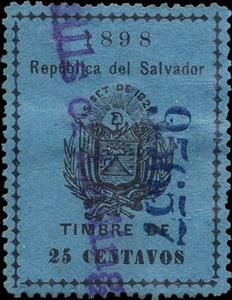 1898
República del Salvador
15 SET. DE 1821
TIMBRE DE
25 CENTAVOS